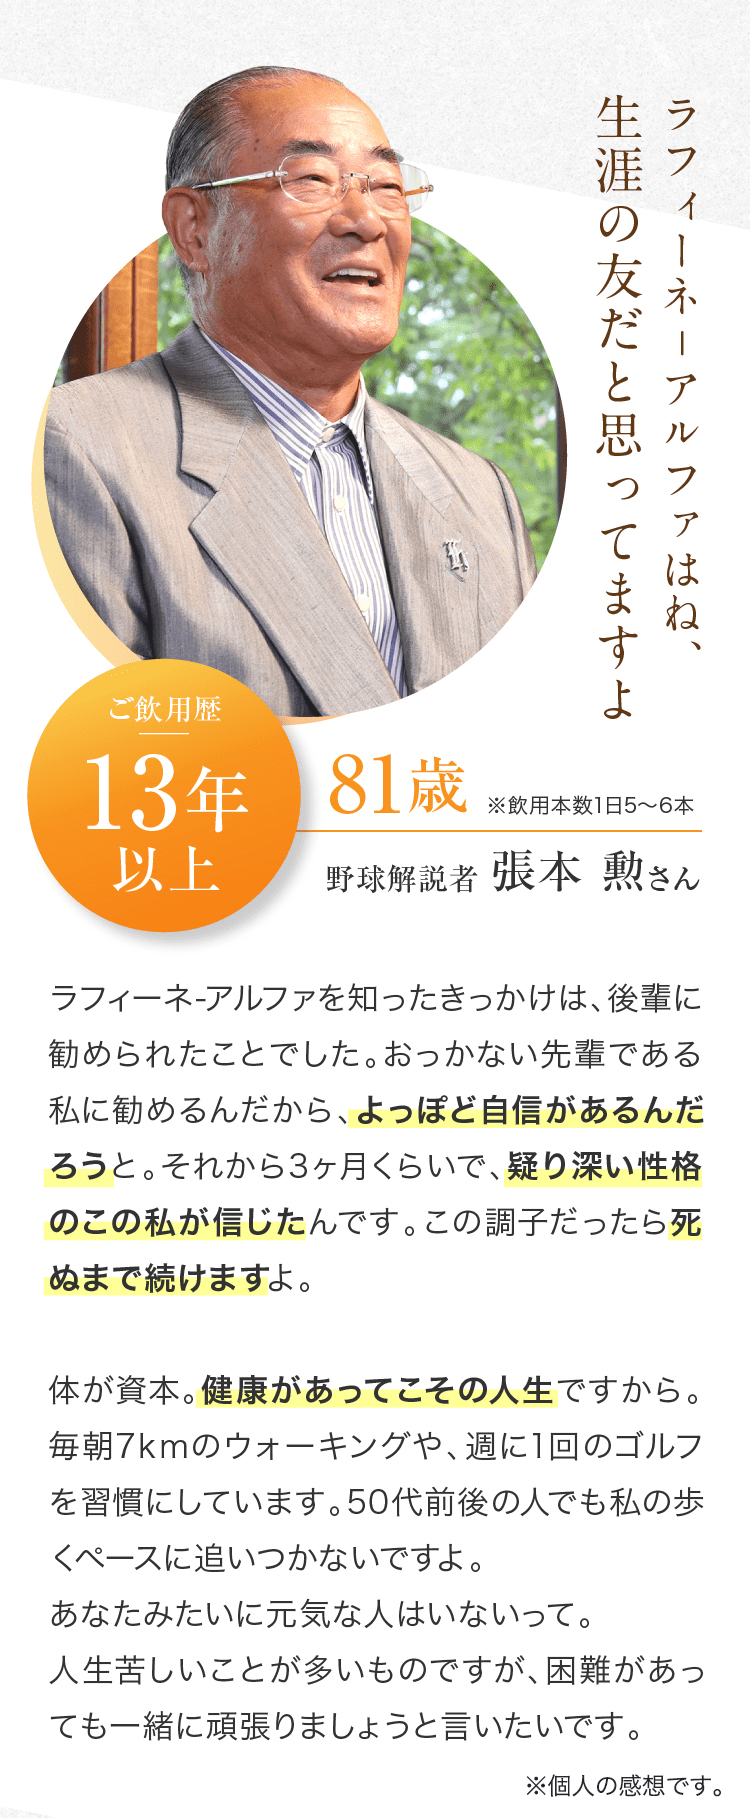 ラフィーネ-アルファはね、
生涯の友だと思ってますよ
ご飲用歴
13年
以上
81歳 ※飲用本数1日5〜6本
野球解説者 張本 勲さん
ラフィーネ-アルファを知ったきっかけは、後輩に
勧められたことでした。おっかない先輩である
私に勧めるんだから、よっぽど自信があるんだ
ろうと。それから3ヶ月くらいで、疑り深い性格
のこの私が信じたんです。この調子だったら死
ぬまで続けますよ。
体が資本。健康があってこその人生ですから。
毎朝7kmのウォーキングや、週に1回のゴルフ
を習慣にしています。50代前後の人でも私の歩
くペースに追いつかないですよ。
あなたみたいに元気な人はいないって。
人生苦しいことが多いものですが、困難があっ
ても一緒に頑張りましょうと言いたいです。
※個人の感想です。